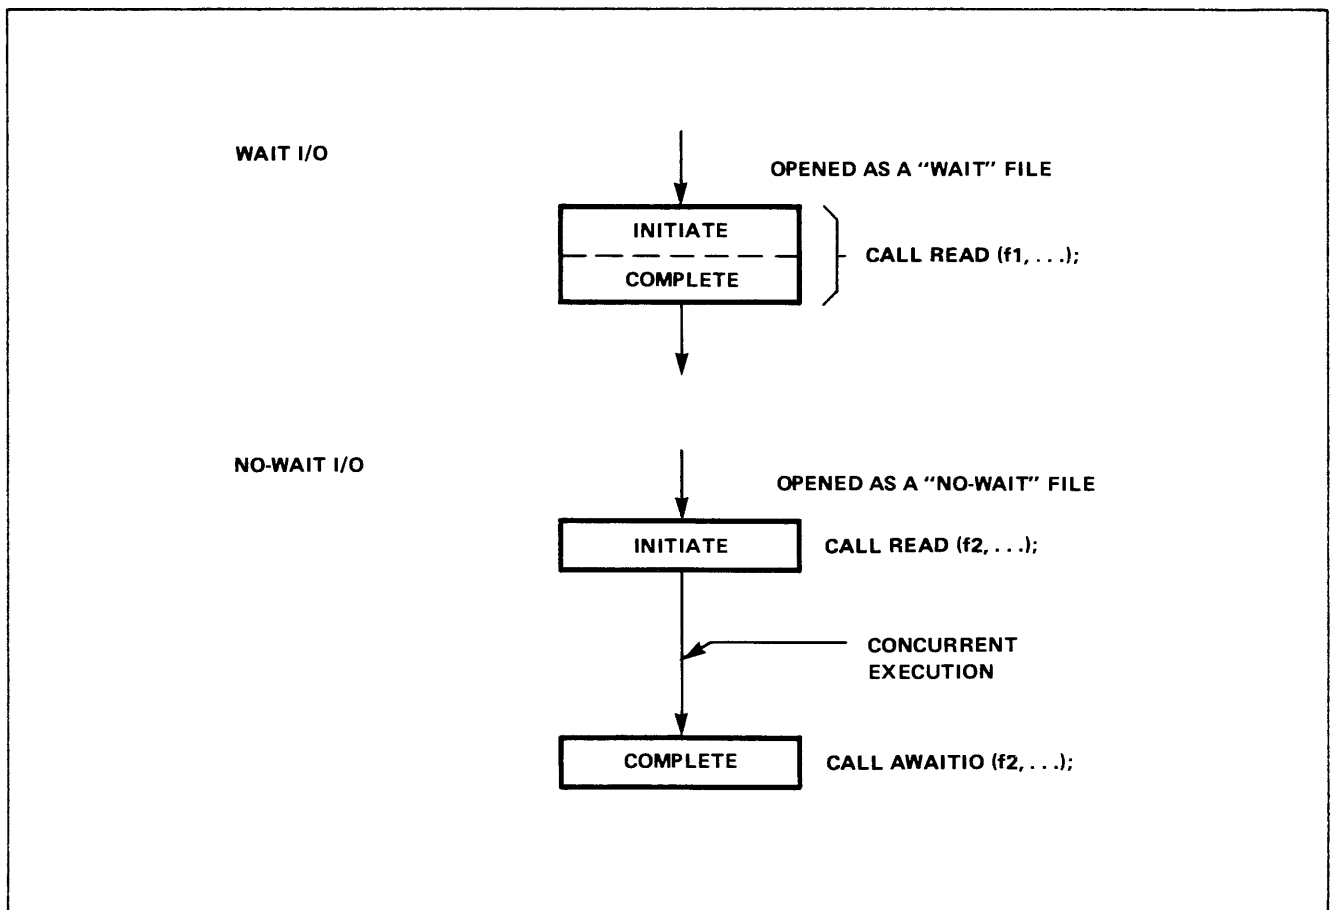 WAIT I/O
OPENED AS A “WAIT” FILE
INITIATE
CALL READ (f1, . . .);
COMPLETE
NO-WAIT I/O
OPENED AS A “NO-WAIT” FILE
INITIATE
CALL READ (f2, . . .);
CONCURRENT
EXECUTION
COMPLETE
CALL AWAITIO (f2, . . .);